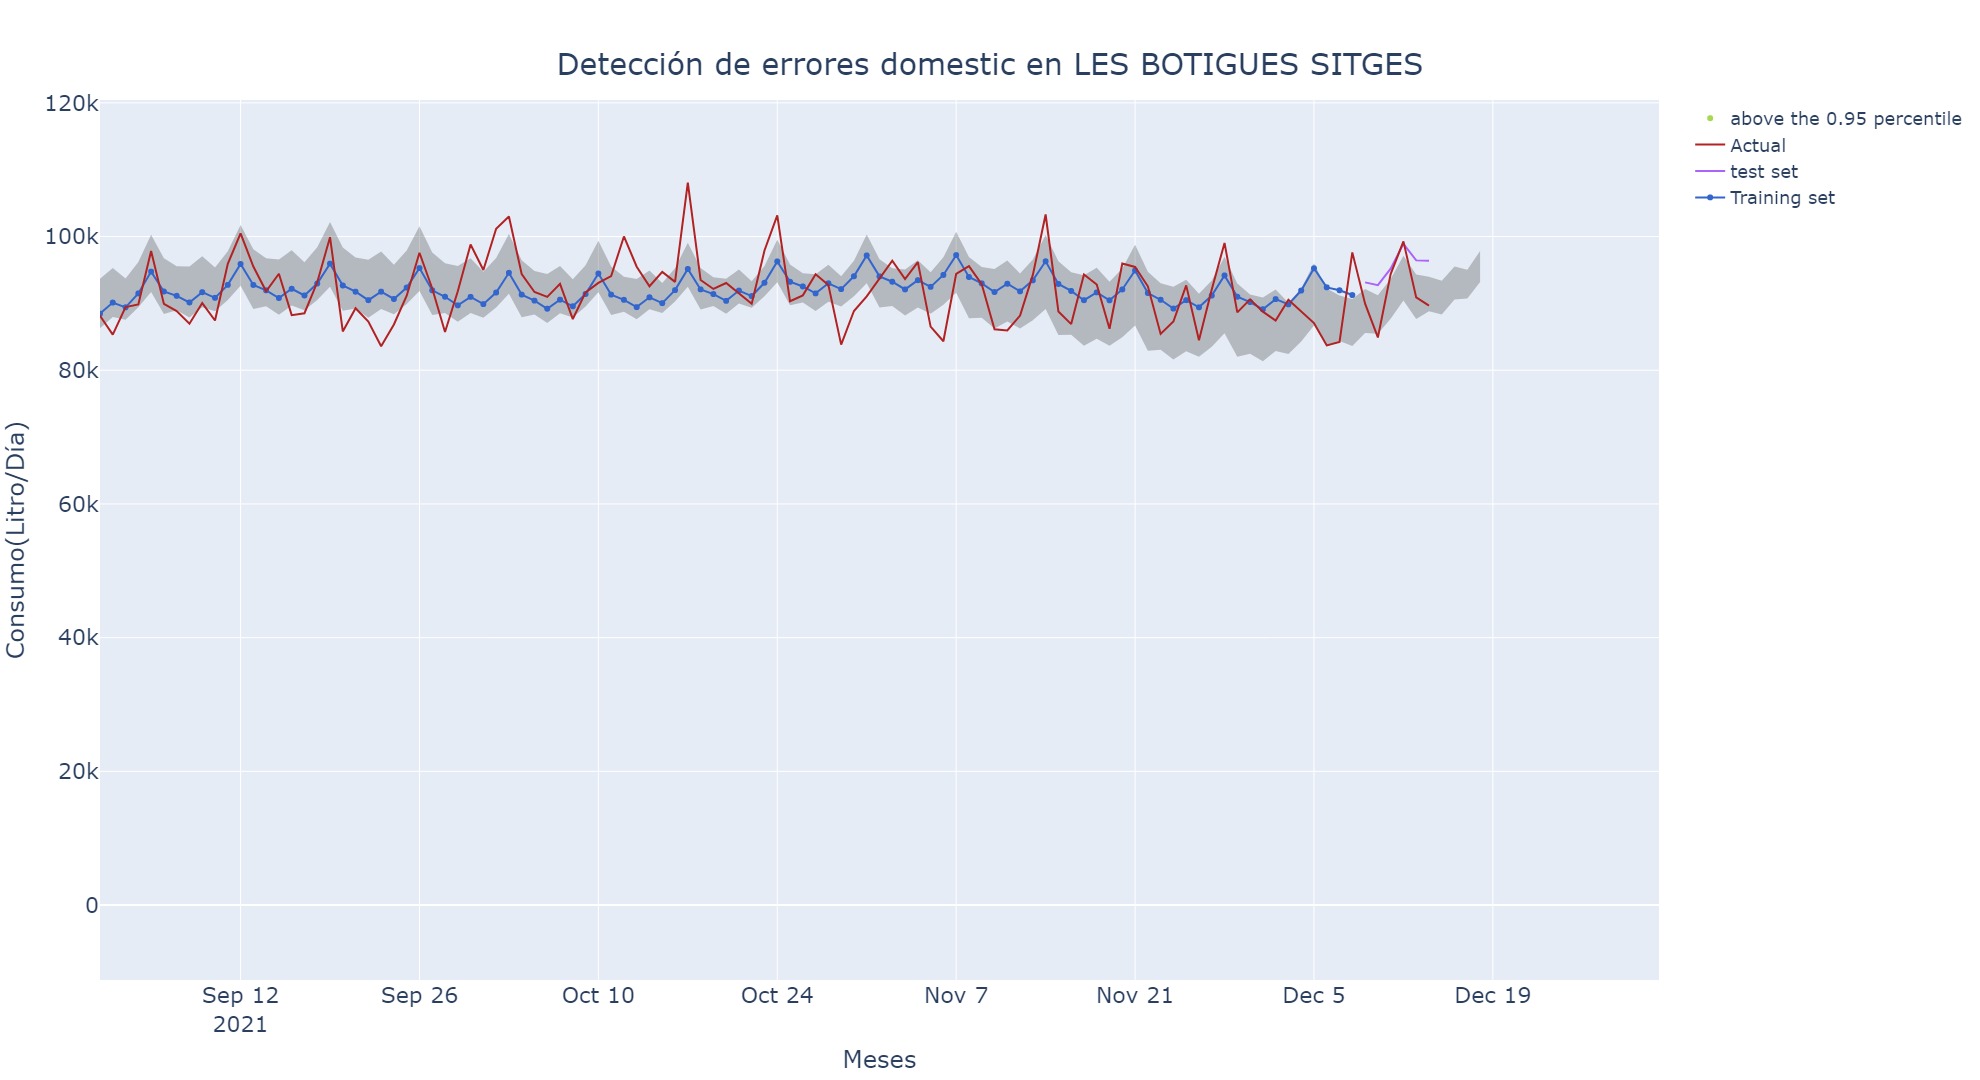 Detección de errores domestic en LES BOTIGUES SITGES
above the 0.95 percentile
Actual
test set
Training set
Consumo(Litro/Día)
120k
100k
80k
60k
40k
20k
0
Sep 12
2021
Sep 26
Oct 10
Oct 24
Nov 7
Nov 21
Dec 5
Dec 19
Meses